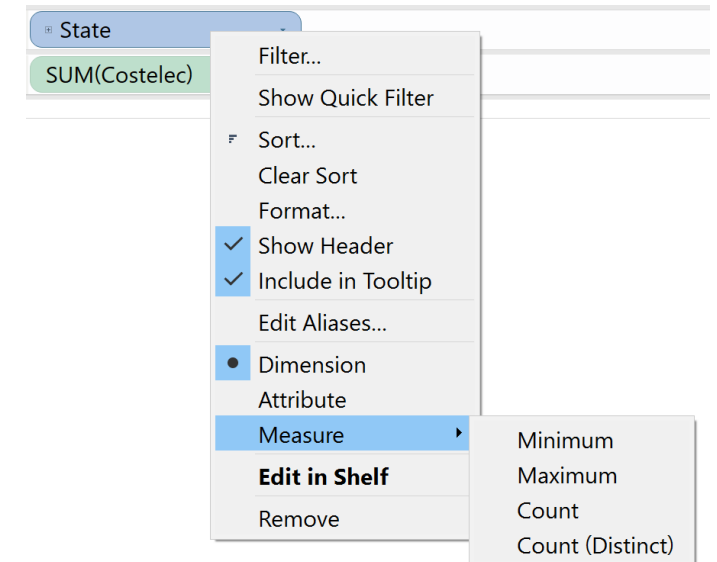 State
SUM(Costelec)
Filter...
Show Quick Filter
Sort...
Clear Sort
Format...
Show Header
Include in Tooltip
Edit Aliases...
Dimension
Attribute
Measure
Edit in Shelf
Remove
Minimum
Maximum
Count
Count (Distinct)